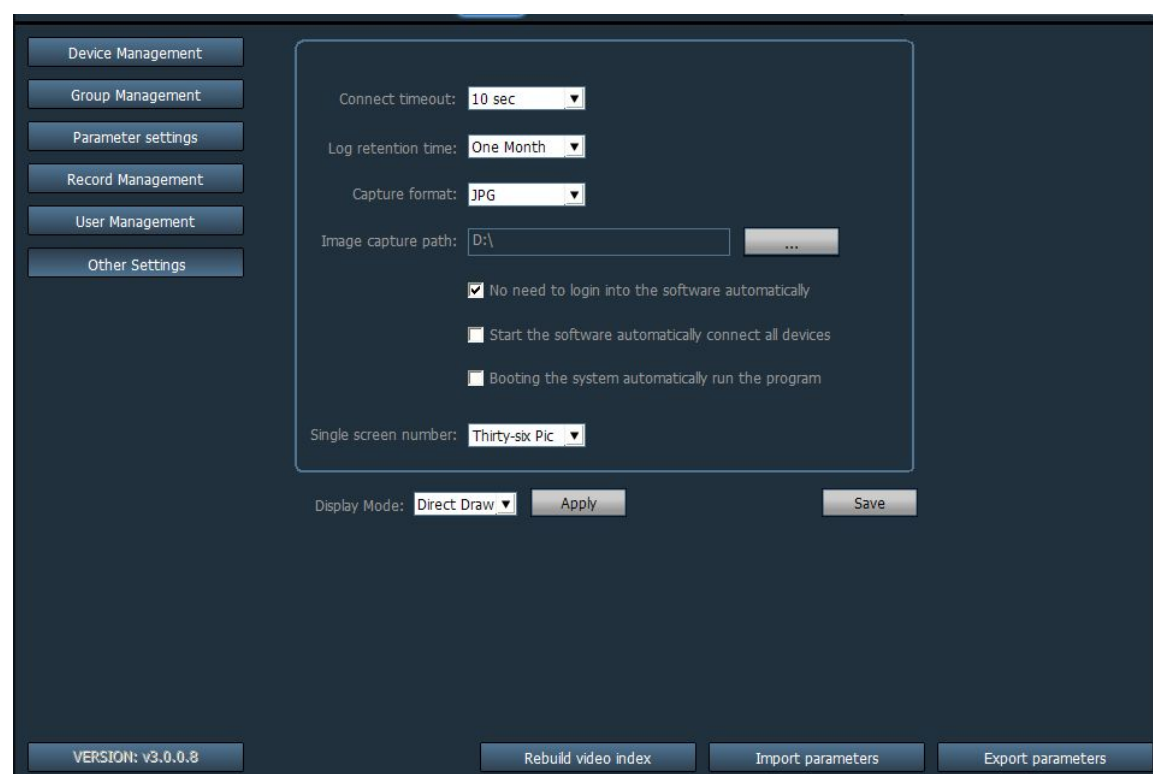 Device Management
Group Management
Parameter settings
Record Management
User Management
Other Settings
Connect timeout: 10 sec
Log retention time: One Month
Capture format: JPG
Image capture path: D:\ ...
No need to login into the software automatically
Start the software automatically connect all devices
Booting the system automatically run the program
Single screen number: Thirty-six Pic
Display Mode: Direct Draw Apply Save
VERSION: v3.0.0.8 Rebuild video index Import parameters Export parameters